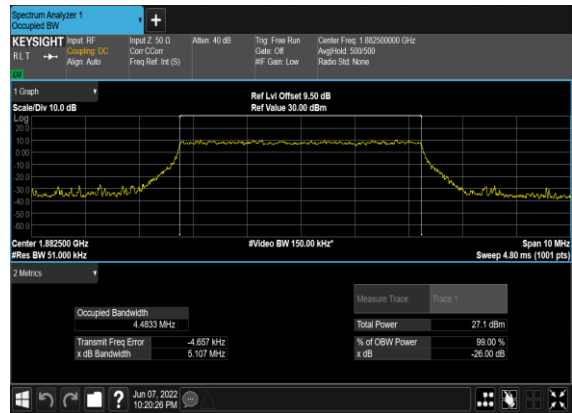 Spectrum Analyzer 1
Occupied BW
+
KEYSIGHT Input: RF Input Z: 50 Ω Atten: 40 dB Trig: Free Run Center Freq: 1.882500000 GHz
RLT Coupling: DC Corr CCorr Gate: Off Avg|Hold: 500/500
Align: Auto Freq Ref: Int (S) #IF Gain: Low Radio Std: None
LW
1 Graph
Ref Lvl Offset 9.50 dB
Scale/Div 10.0 dB Ref Value 30.00 dBm
Log
20.0
10.0
0.00
-10.0
-20.0
-30.0
-40.0
-50.0
-60.0
Center 1.882500 GHz #Video BW 150.00 kHz* Span 10 MHz
#Res BW 51.000 kHz Sweep 4.80 ms (1001 pts)
2 Metrics
Measure Trace Trace 1
Occupied Bandwidth
4.4833 MHz Total Power 27.1 dBm
Transmit Freq Error -4.657 kHz % of OBW Power 99.00 %
x dB Bandwidth 5.107 MHz x dB -26.00 dB
? Jun 07, 2022
10:20:26 PM